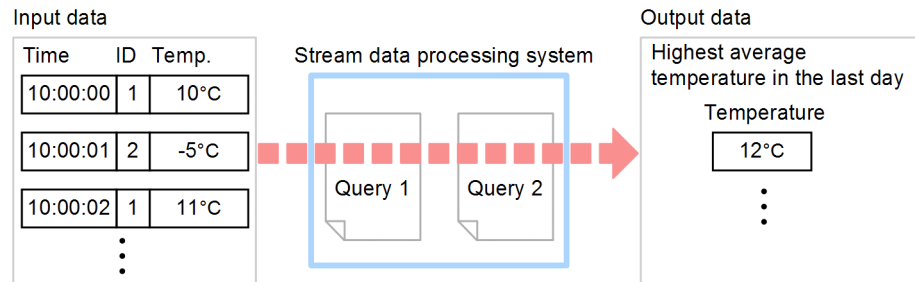 Input data
Time ID Temp.
10:00:00 1 10°C
10:00:01 2 -5°C
10:00:02 1 11°C
Stream data processing system
Query 1
Query 2
Output data
Highest average
temperature in the last day
Temperature
12°C